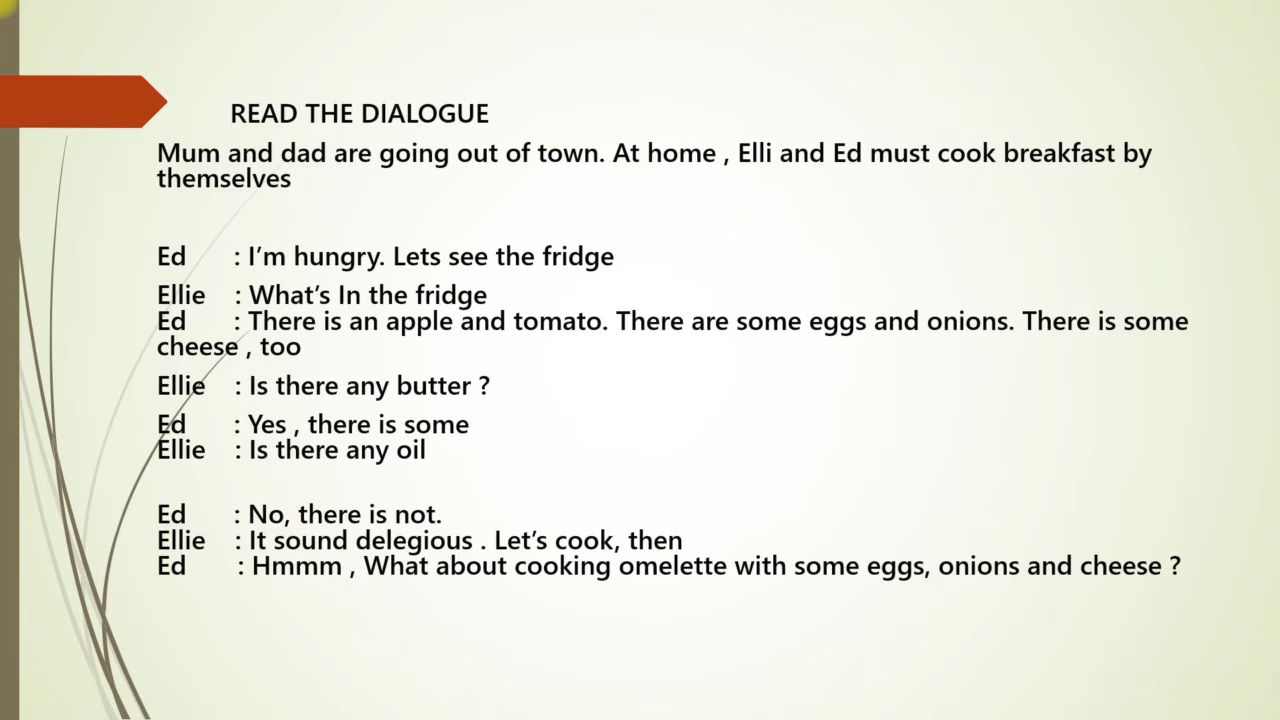 READ THE DIALOGUE
Mum and dad are going out of town. At home , Elli and Ed must cook breakfast by
themselves
Ed : I’m hungry. Lets see the fridge
Ellie : What’s In the fridge
Ed : There is an apple and tomato. There are some eggs and onions. There is some
cheese , too
Ellie : Is there any butter ?
Ed : Yes , there is some
Ellie : Is there any oil
Ed : No, there is not.
Ellie : It sound delegious . Let’s cook, then
Ed : Hmmm , What about cooking omelette with some eggs, onions and cheese ?